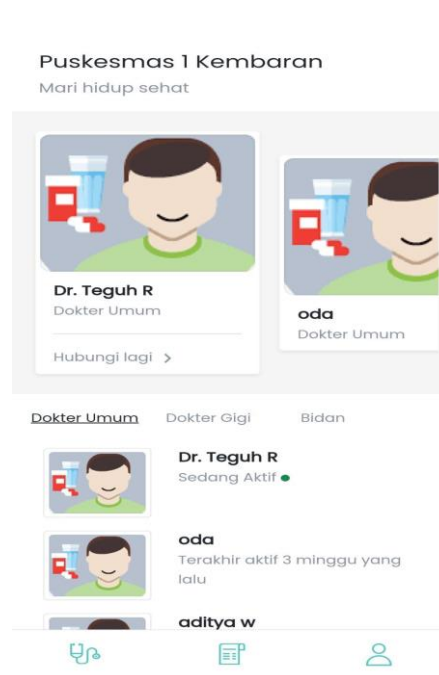 Puskesmas 1 Kembaran
Mari hidup sehat
Dr. Teguh R
Dokter Umum
Hubungi lagi >
oda
Dokter Umum
Dokter Umum Dokter Gigi Bidan
Dr. Teguh R
Sedang Aktif
oda
Terakhir aktif 3 minggu yang
lalu
aditya w